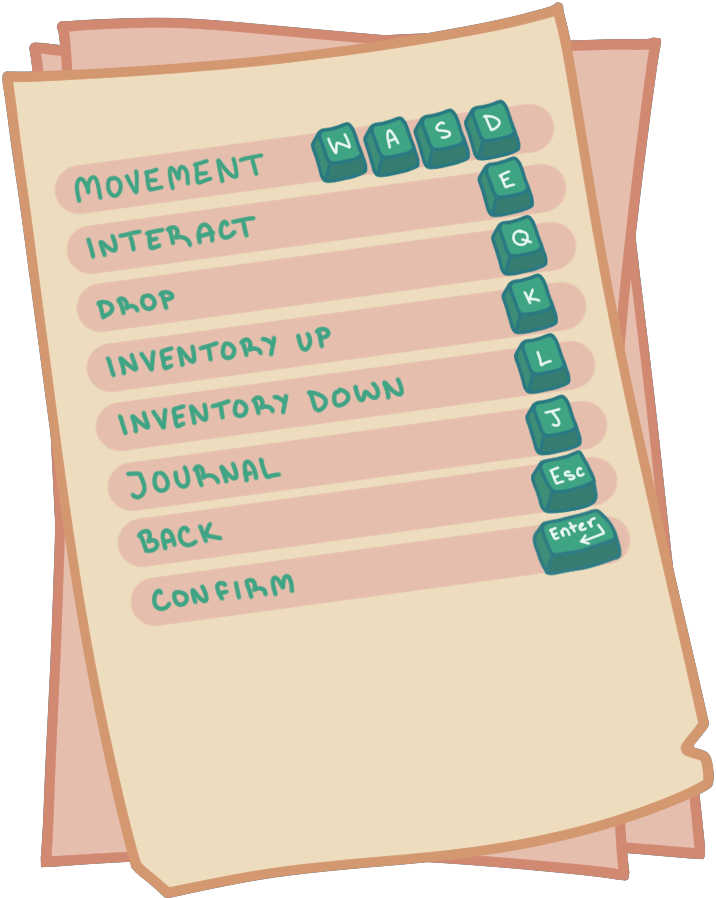 MOVEMENT W A S D
INTERACT E
DROP Q
INVENTORY UP K
INVENTORY DOWN L
JOURNAL J
BACK Esc
CONFIRM Enter